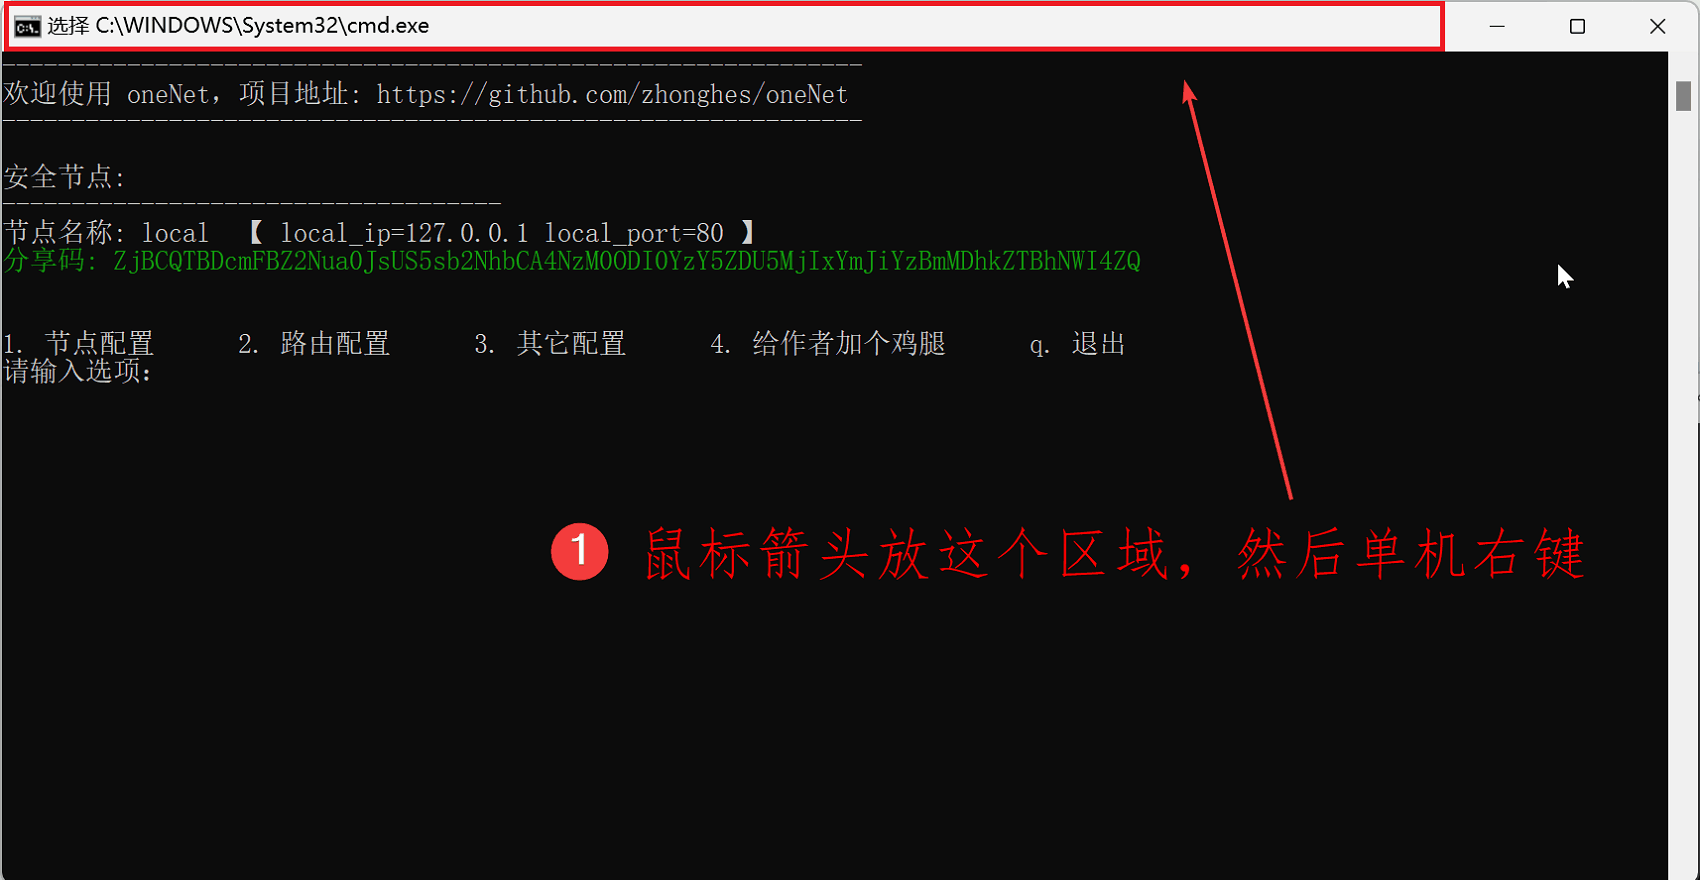 选择 C:\WINDOWS\System32\cmd.exe
---------------------------------------------------------------
欢迎使用 oneNet，项目地址: https://github.com/zhonghes/oneNet
---------------------------------------------------------------
安全节点:
------------------------------------
节点名称: local 【 local_ip=127.0.0.1 local_port=80 】
分享码: ZjBCQTBDcmFBZ2Nua0JsUS5sb2NhbCA4NzM0ODI0YzY5ZDU5MjIxYmJiYzBmMDhkZTBhNWI4ZQ
1. 节点配置 2. 路由配置 3. 其它配置 4. 给作者加个鸡腿 q. 退出
请输入选项:
1 鼠标箭头放这个区域，然后单机右键